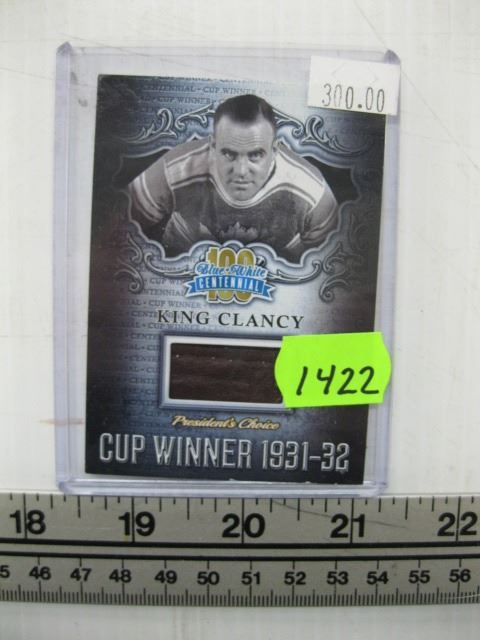 300.00
CENTENNIAL • CUP WINNER • CENTENNIAL
100
Blue & White
CENTENNIAL
KING CLANCY
1422
President's Choice
CUP WINNER 1931-32
18 19 20 21 22
45 46 47 48 49 50 51 52 53 54 55 56